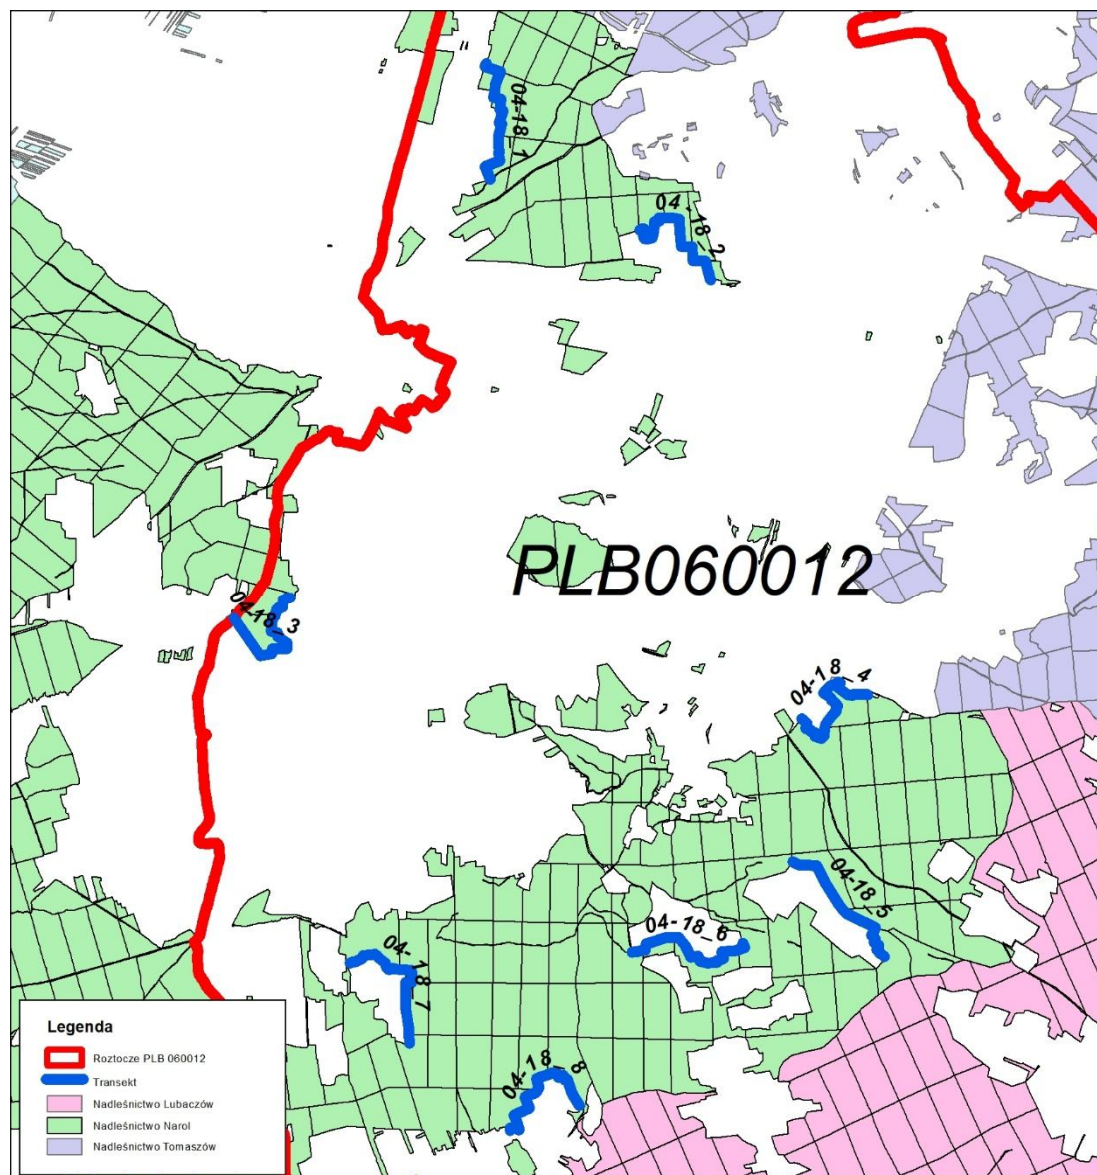 04-18_1
04-18_2
PLB060012
04-18_3
04-18_4
04-18_5
04-18_6
04-18_7
04-18_8
Legenda
Roztocze PLB 060012
Transekt
Nadleśnictwo Lubaczów
Nadleśnictwo Narol
Nadleśnictwo Tomaszów